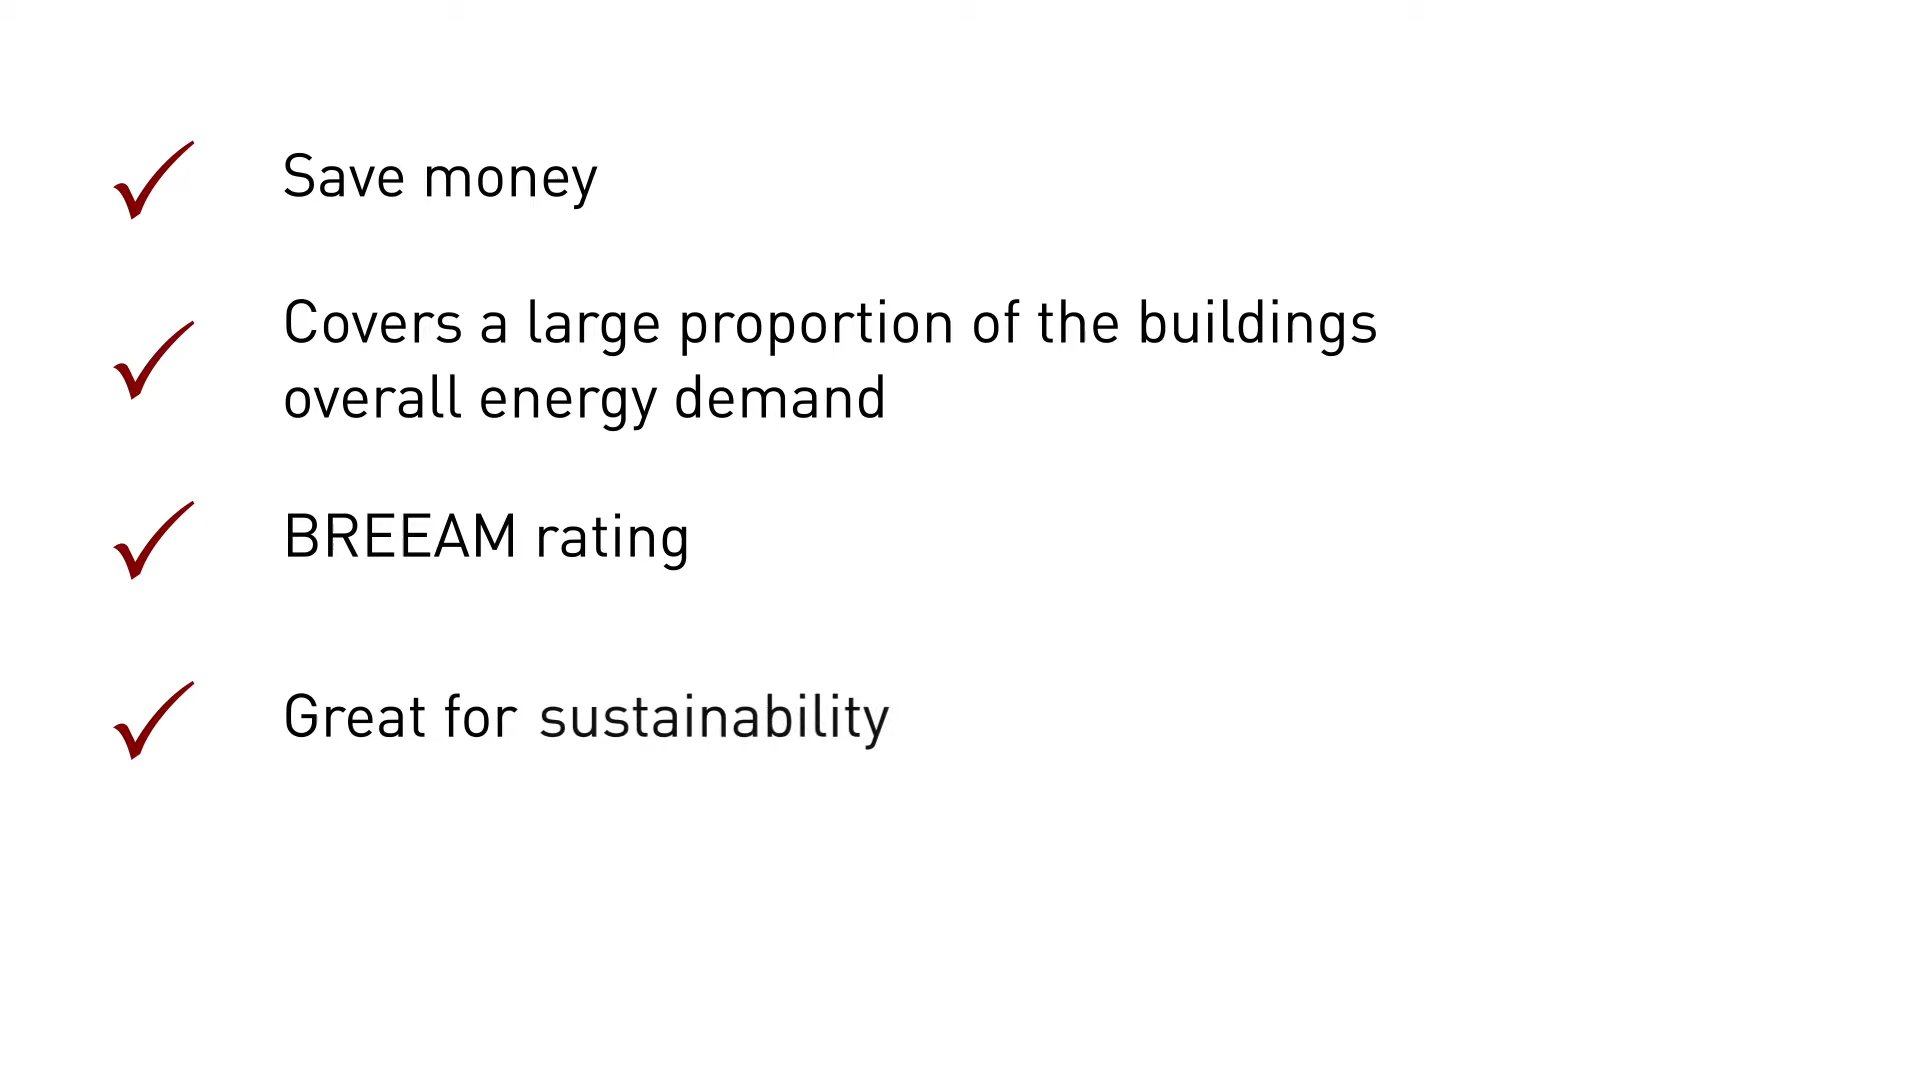 Save money
Covers a large proportion of the buildings
overall energy demand
BREEAM rating
Great for sustainability